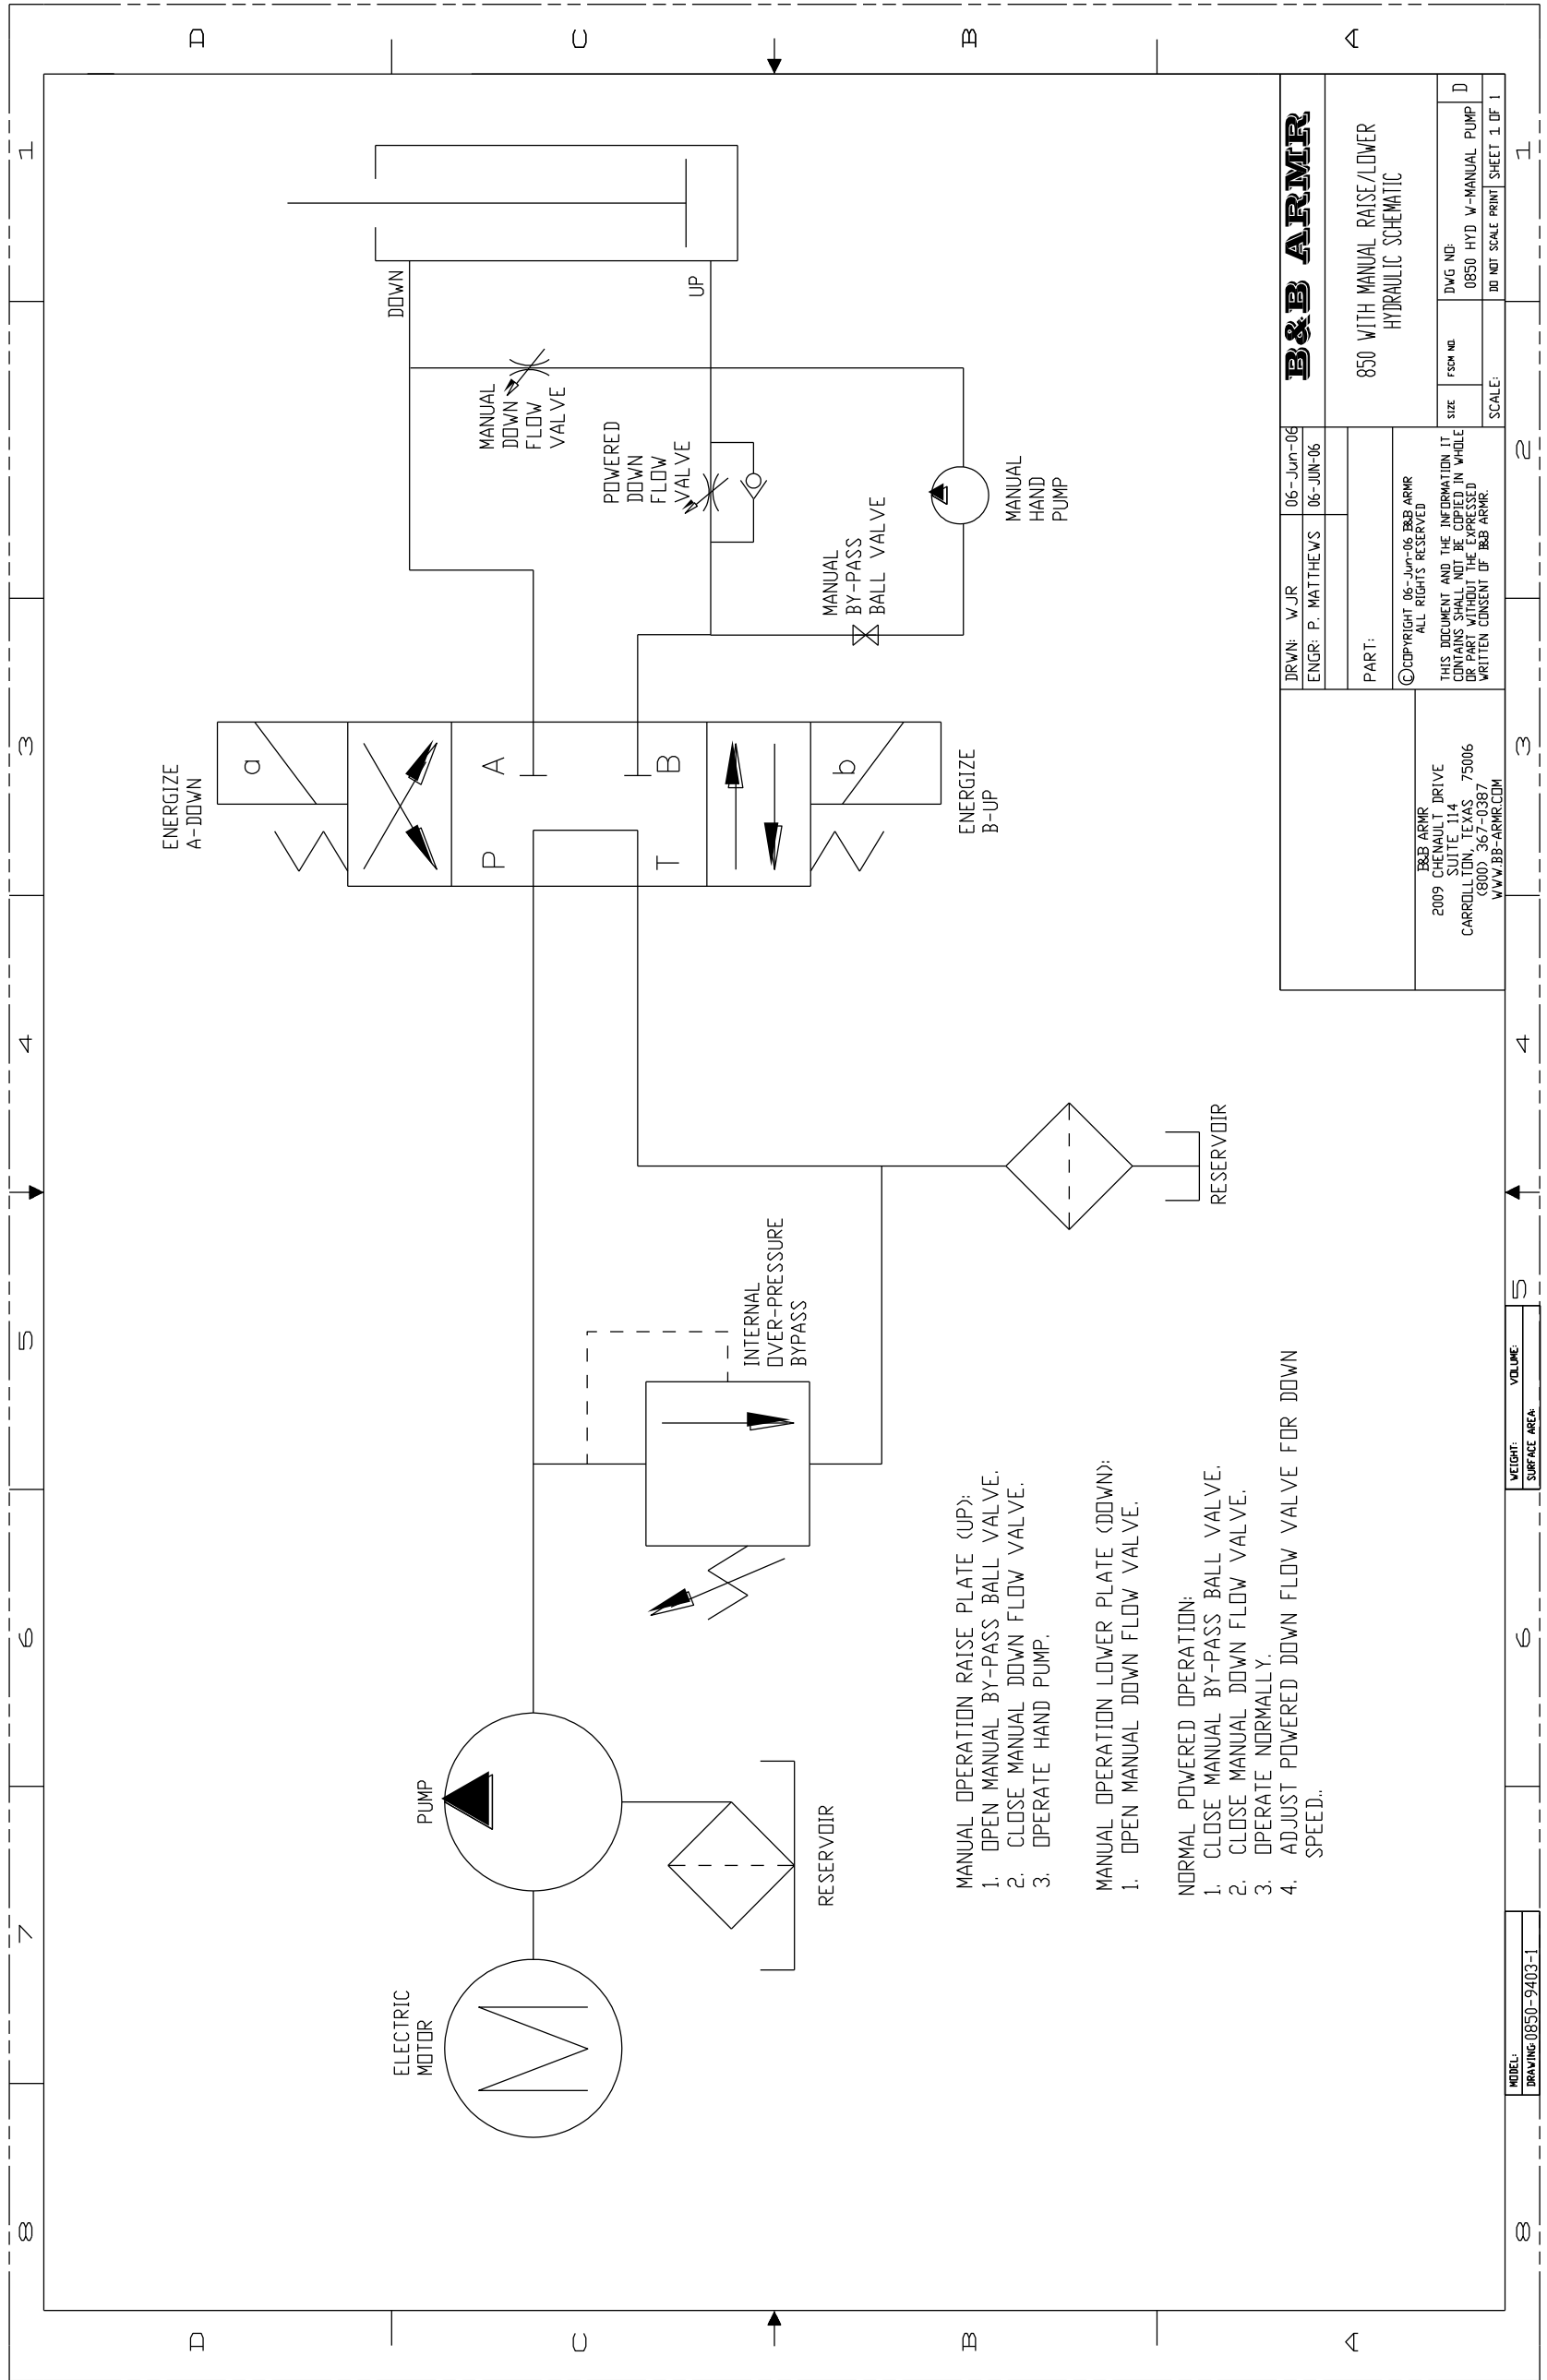 8
7
6
5
4
3
2
1
D
C
B
A
D
C
B
A
ELECTRIC
MOTOR
M
PUMP
RESERVOIR
INTERNAL
OVER-PRESSURE
BYPASS
RESERVOIR
ENERGIZE
A-DOWN
a
P
A
T
B
b
ENERGIZE
B-UP
DOWN
UP
MANUAL
DOWN
FLOW
VALVE
POWERED
DOWN
FLOW
VALVE
MANUAL
BY-PASS
BALL VALVE
MANUAL
HAND
PUMP
MANUAL OPERATION RAISE PLATE (UP):
1. OPEN MANUAL BY-PASS BALL VALVE.
2. CLOSE MANUAL DOWN FLOW VALVE.
3. OPERATE HAND PUMP.
MANUAL OPERATION LOWER PLATE (DOWN):
1. OPEN MANUAL DOWN FLOW VALVE.
NORMAL POWERED OPERATION:
1. CLOSE MANUAL BY-PASS BALL VALVE.
2. CLOSE MANUAL DOWN FLOW VALVE.
3. OPERATE NORMALLY.
4. ADJUST POWERED DOWN FLOW VALVE FOR DOWN
SPEED..
B&B ARMR
2009 CHENAULT DRIVE
SUITE 114
CARROLLTON, TEXAS 75006
(800) 367-0387
WWW.BB-ARMR.COM
DRWN: WJR 06-Jun-06
ENGR: P. MATTHEWS 06-JUN-06
PART:
©COPYRIGHT 06-Jun-06 B&B ARMR
ALL RIGHTS RESERVED
THIS DOCUMENT AND THE INFORMATION IT
CONTAINS SHALL NOT BE COPIED IN WHOLE
OR PART WITHOUT THE EXPRESSED
WRITTEN CONSENT OF B&B ARMR.
B&B ARMR
850 WITH MANUAL RAISE/LOWER
HYDRAULIC SCHEMATIC
SIZE FSCM NO. DWG NO: D
0850 HYD W-MANUAL PUMP
SCALE: DO NOT SCALE PRINT SHEET 1 OF 1
MODEL:
DRAWING:0850-9403-1
WEIGHT: VOLUME:
SURFACE AREA:
8
7
6
5
4
3
2
1